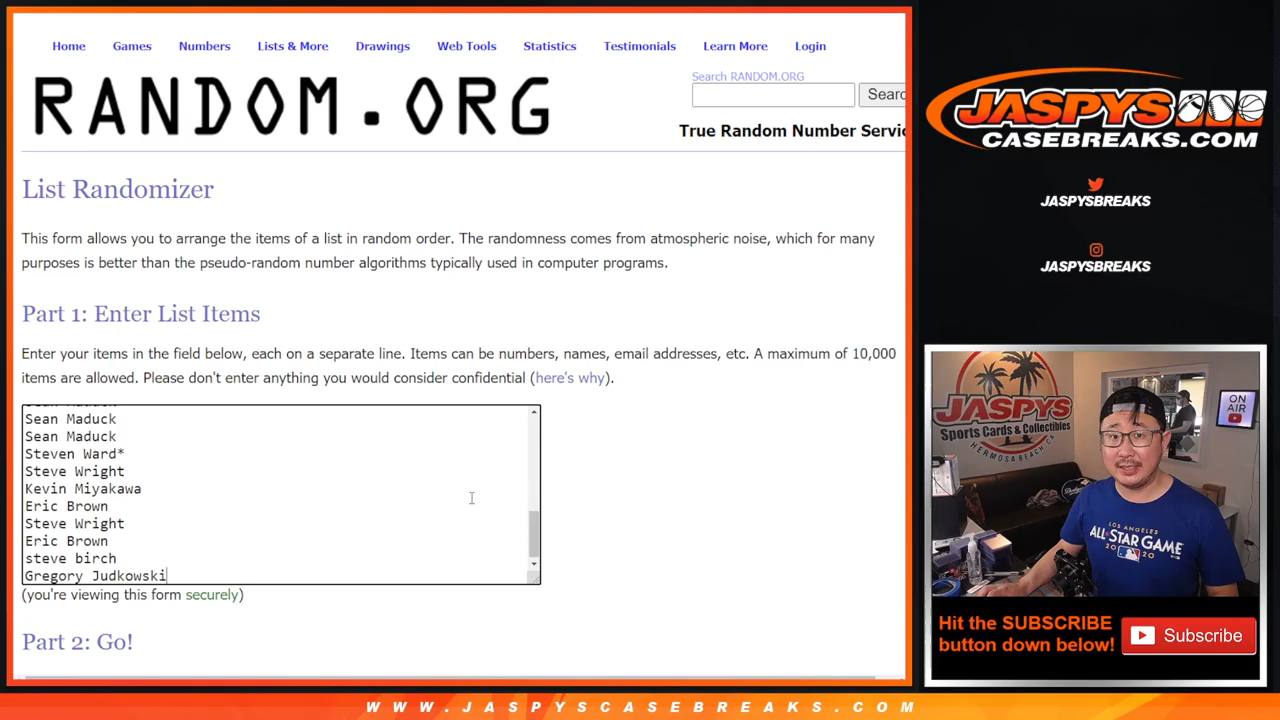 Home Games Numbers Lists & More Drawings Web Tools Statistics Testimonials Learn More Login
RANDOM.ORG
Search RANDOM.ORG
Searc
True Random Number Servic
List Randomizer
This form allows you to arrange the items of a list in random order. The randomness comes from atmospheric noise, which for many
purposes is better than the pseudo-random number algorithms typically used in computer programs.
Part 1: Enter List Items
Enter your items in the field below, each on a separate line. Items can be numbers, names, email addresses, etc. A maximum of 10,000
items are allowed. Please don't enter anything you would consider confidential (here's why).
Sean Maduck
Sean Maduck
Steven Ward*
Steve Wright
Kevin Miyakawa
Eric Brown
Steve Wright
Eric Brown
steve birch
Gregory Judkowski
(you're viewing this form securely)
Part 2: Go!
JASPYS
CASEBREAKS.COM
JASPYSBREAKS
JASPYSBREAKS
JASPYS
Sports Cards & Collectibles
HERMOSA BEACH, CA
ON
AIR
LOS ANGELES
ALL STAR GAME
2020
Hit the SUBSCRIBE
button down below!
Subscribe
WWW.JASPYSCASEBREAKS.COM